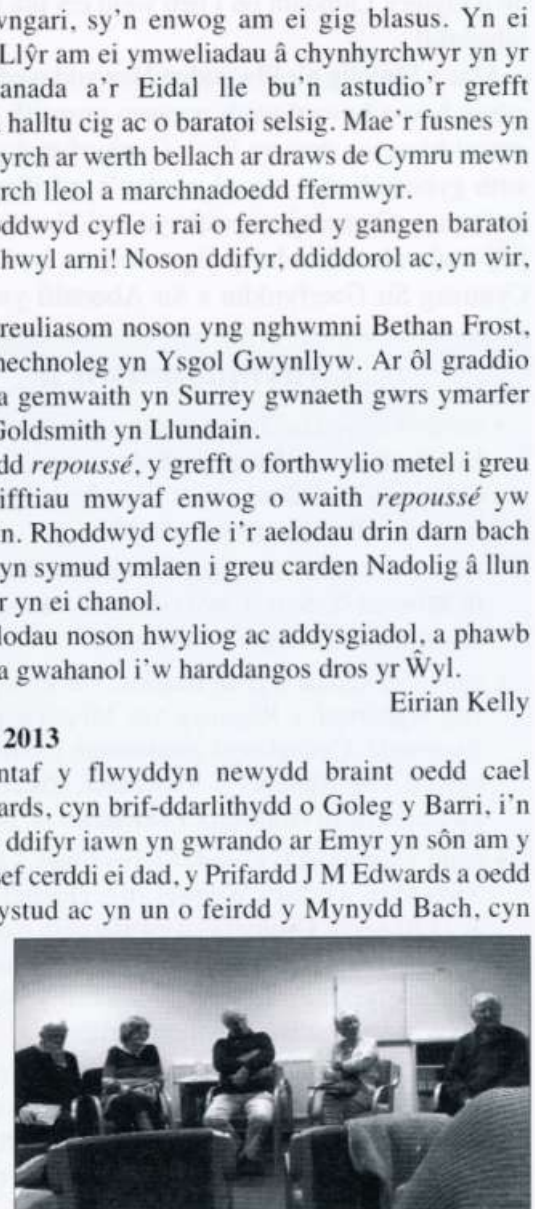 wngari, sy'n enwog am ei gig blasus. Yn ei
Llŷr am ei ymweliadau â chynhyrchwyr yn yr
anada a'r Eidal lle bu'n astudio'r grefft
halltu cig ac o baratoi selsig. Mae'r fusnes yn
yrch ar werth bellach ar draws de Cymru mewn
rch lleol a marchnadoedd ffermwyr.
ddwyd cyfle i rai o ferched y gangen baratoi
hwyl arni! Noson ddifyr, ddiddorol ac, yn wir,
reuliasom noson yng nghwmni Bethan Frost,
hechnoleg yn Ysgol Gwynllyw. Ar ôl graddio
a gemwaith yn Surrey gwnaeth gwrs ymarfer
Goldsmith yn Llundain.
dd repoussé, y grefft o forthwylio metel i greu
ifftiau mwyaf enwog o waith repoussé yw
n. Rhoddwyd cyfle i'r aelodau drin darn bach
yn symud ymlaen i greu carden Nadolig â llun
r yn ei chanol.
lodau noson hwyliog ac addysgiadol, a phawb
a gwahanol i'w harddangos dros yr Ŵyl.
Eirian Kelly
2013
ntaf y flwyddyn newydd braint oedd cael
ards, cyn brif-ddarlithydd o Goleg y Barri, i'n
ddifyr iawn yn gwrando ar Emyr yn sôn am y
sef cerddi ei dad, y Prifardd J M Edwards a oedd
ystud ac yn un o feirdd y Mynydd Bach, cyn